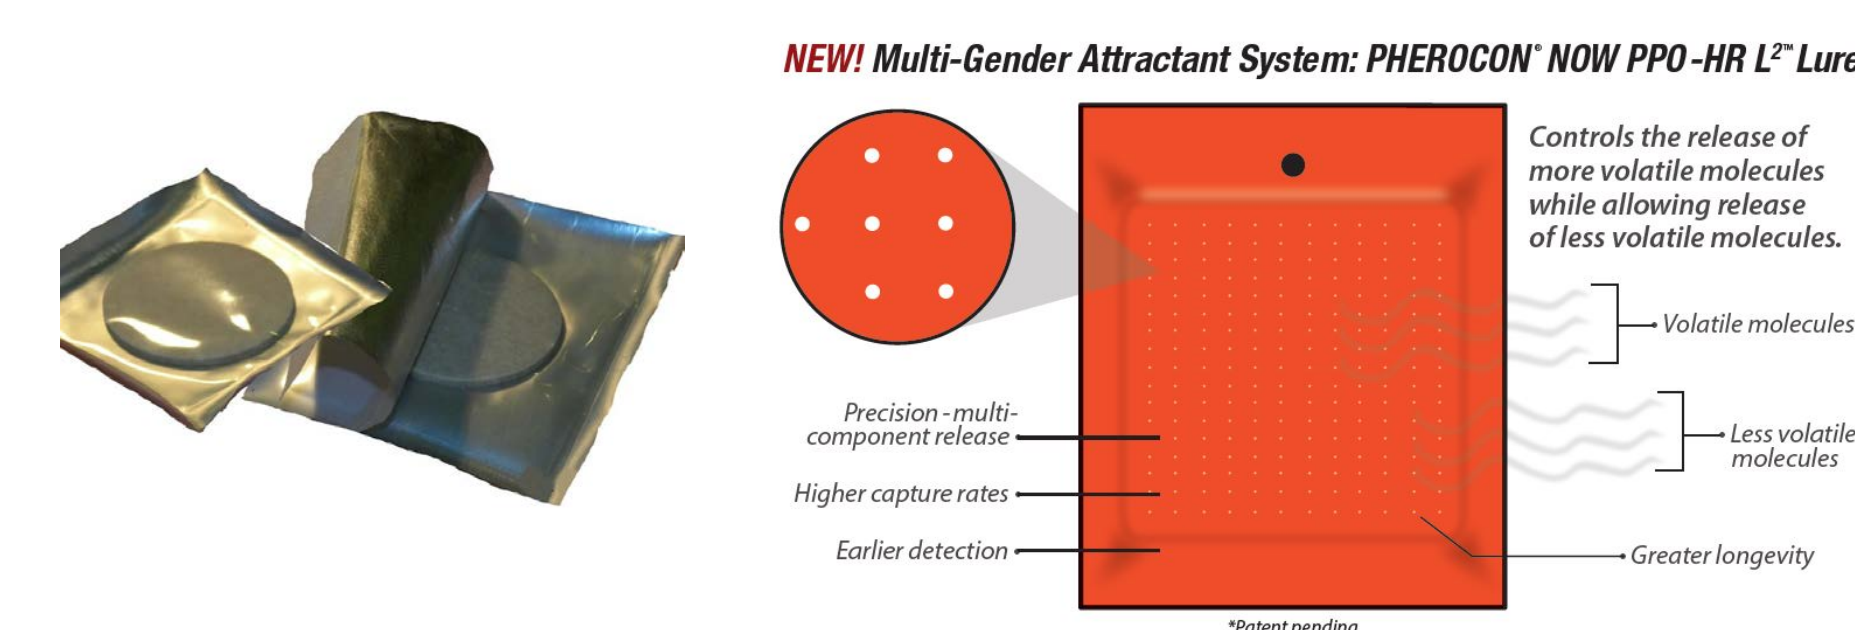 NEW! Multi-Gender Attractant System: PHEROCON® NOW PPO-HR L²™ Lure
Controls the release of
more volatile molecules
while allowing release
of less volatile molecules.
Volatile molecules
Less volatile
molecules
Precision - multi-
component release
Higher capture rates
Earlier detection
Greater longevity
*Patent pending